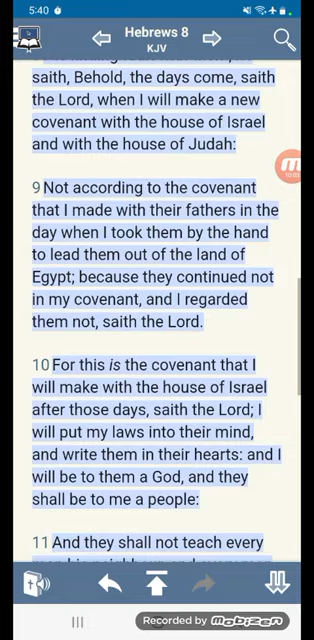 5:40
Hebrews 8
KJV
saith, Behold, the days come, saith
the Lord, when I will make a new
covenant with the house of Israel
and with the house of Judah:
9 Not according to the covenant
that I made with their fathers in the
day when I took them by the hand
to lead them out of the land of
Egypt; because they continued not
in my covenant, and I regarded
them not, saith the Lord.
10 For this is the covenant that I
will make with the house of Israel
after those days, saith the Lord; I
will put my laws into their mind,
and write them in their hearts: and I
will be to them a God, and they
shall be to me a people:
11 And they shall not teach every
Recorded by Mobizen